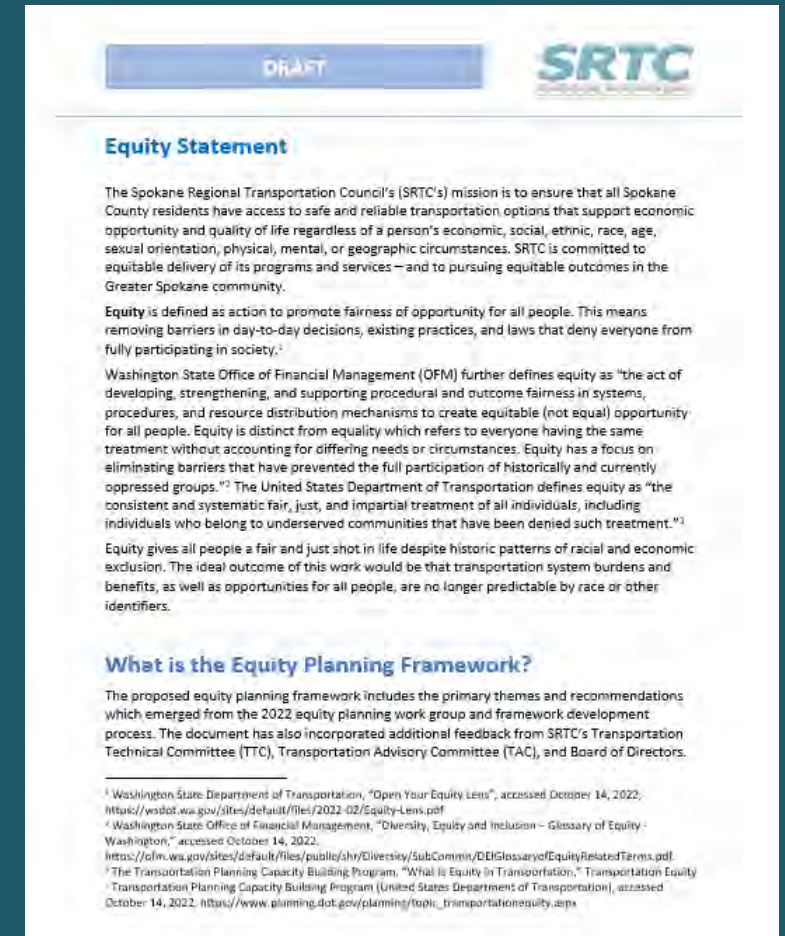 DRAFT
SRTC
Equity Statement
The Spokane Regional Transportation Council's (SRTC's) mission is to ensure that all Spokane
County residents have access to safe and reliable transportation options that support economic
opportunity and quality of life regardless of a person's economic, social, ethnic, race, age,
sexual orientation, physical, mental, or geographic circumstances. SRTC is committed to
equitable delivery of its programs and services – and to pursuing equitable outcomes in the
Greater Spokane community.
Equity is defined as action to promote fairness of opportunity for all people. This means
removing barriers in day-to-day decisions, existing practices, and laws that deny everyone from
fully participating in society.¹
Washington State Office of Financial Management (OFM) further defines equity as "the act of
developing, strengthening, and supporting procedural and outcome fairness in systems,
procedures, and resource distribution mechanisms to create equitable (not equal) opportunity
for all people. Equity is distinct from equality which refers to everyone having the same
treatment without accounting for differing needs or circumstances. Equity has a focus on
eliminating barriers that have prevented the full participation of historically and currently
oppressed groups."² The United States Department of Transportation defines equity as "the
consistent and systematic fair, just, and impartial treatment of all individuals, including
individuals who belong to underserved communities that have been denied such treatment."³
Equity gives all people a fair and just shot in life despite historic patterns of racial and economic
exclusion. The ideal outcome of this work would be that transportation system burdens and
benefits, as well as opportunities for all people, are no longer predictable by race or other
identifiers.
What is the Equity Planning Framework?
The proposed equity planning framework includes the primary themes and recommendations
which emerged from the 2022 equity planning work group and framework development
process. The document has also incorporated additional feedback from SRTC's Transportation
Technical Committee (TTC), Transportation Advisory Committee (TAC), and Board of Directors.
¹ Washington State Department of Transportation, "Open Your Equity Lens", accessed October 14, 2022,
https://wsdot.wa.gov/sites/default/files/2022-02/Equity-Lens.pdf
² Washington State Office of Financial Management, "Diversity, Equity and Inclusion – Glossary of Equity -
Washington," accessed October 14, 2022,
https://ofm.wa.gov/sites/default/files/public/shr/Diversity/SubCommit/DEIGlossaryofEquityRelatedTerms.pdf.
³ The Transportation Planning Capacity Building Program, "What is Equity in Transportation," Transportation Equity
- Transportation Planning Capacity Building Program (United States Department of Transportation), accessed
October 14, 2022, https://www.planning.dot.gov/planning/topic_transportationequity.aspx